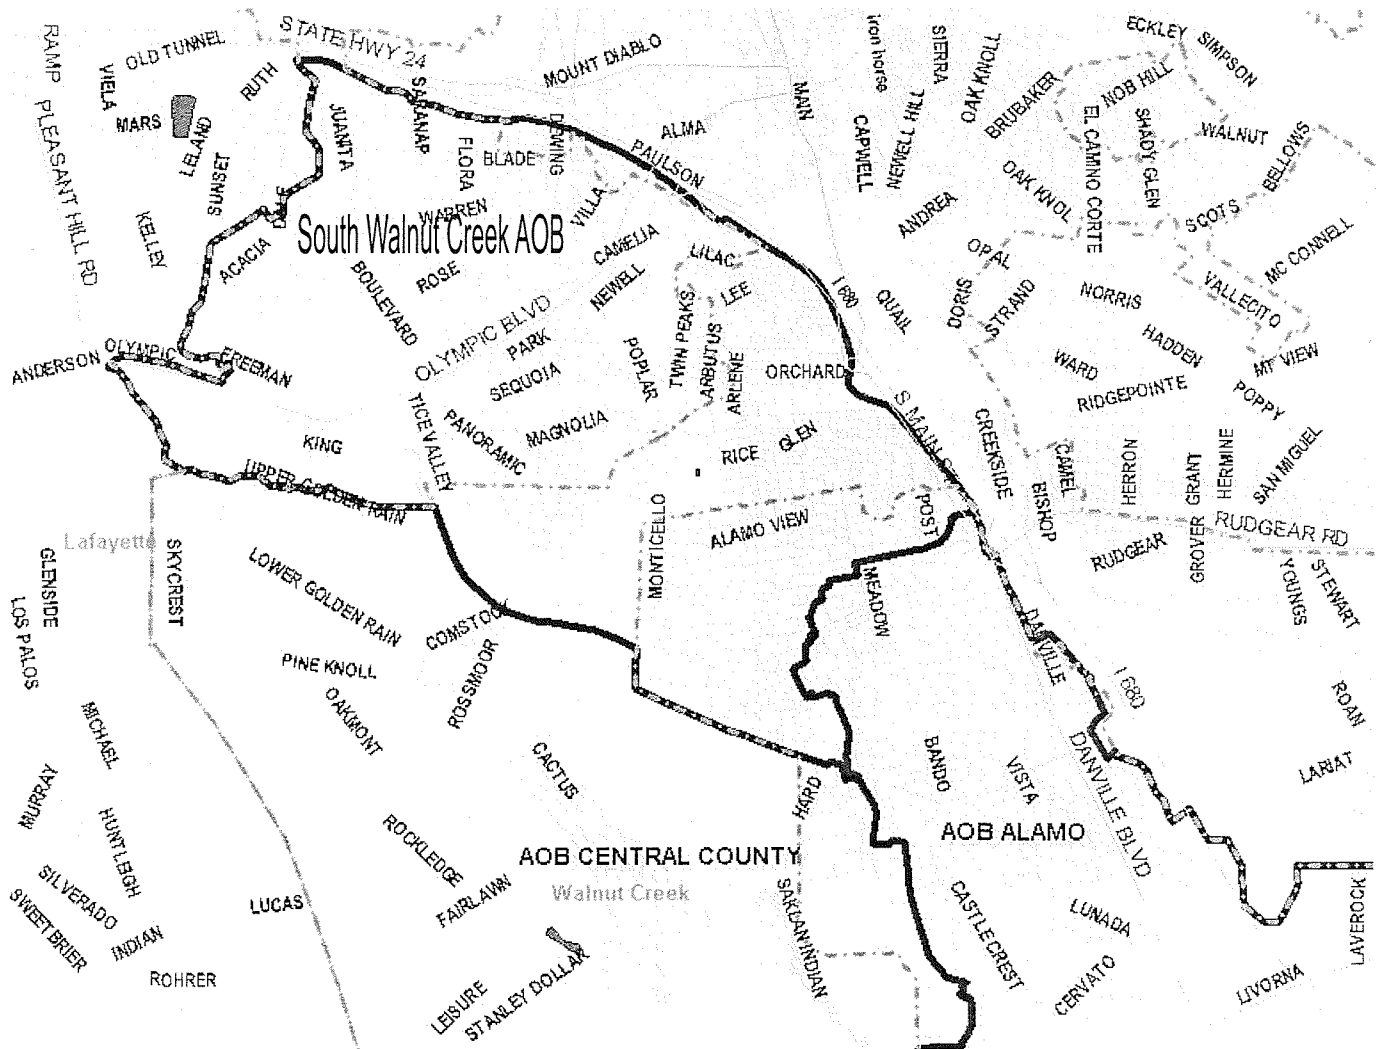 RAMP
OLD TUNNEL
STATE HWY 24
MOUNT DIABLO
iron horse
SIERRA
OAK KNOLL
ECKLEY
SIMPSON
VIELA
RUTH
SARANAP
MAIN
NEWELL HILL
BRUBAKER
NOB HILL
PLEASANT HILL RD
MARS
LELAND
JUANITA
FLORA
BLADE
DEWING
ALMA
PAULSON
CAPWELL
EL CAMINO CORTE
SHADY GLEN
WALNUT
BELLOWS
SUNSET
WARREN
VILLA
ANDREA
OAK KNOL
SCOTS
KELLEY
ACACIA
South Walnut Creek AOB
CAMELIA
LILAC
OPAL
MC CONNELL
BOULEVARD
ROSE
NEWELL
LEE
I 680
QUAIL
DORIS
STRAND
NORRIS
VALLECITO
OLYMPIC BLVD
PARK
TWIN PEAKS
ARBUTUS
HADDEN
ANDERSON
OLYMPIC
FREEMAN
SEQUOIA
POPLAR
ARLENE
ORCHARD
WARD
MT VIEW
RIDGEPOINTE
POPPY
TICE VALLEY
PANORAMIC
MAGNOLIA
S MAIN ST
CREEKSIDE
KING
RICE
GLEN
CAMEL
HERRON
GRANT
HERMINE
SAN MIGUEL
UPPER GOLDEN RAIN
MONTICELLO
ALAMO VIEW
POST
BISHOP
RUDGEAR
GROVER
RUDGEAR RD
Lafayette
GLENSIDE
SKYCREST
LOWER GOLDEN RAIN
COMSTOCK
MEADOW
YOUNGS
STEWART
LOS PALOS
PINE KNOLL
ROSSMOOR
DANVILLE
I 680
ROAN
MICHAEL
OAKMONT
CACTUS
BANDO
VISTA
DANVILLE BLVD
LARIAT
MURRAY
HUNTLEIGH
ROCKLEDGE
HARD
AOB CENTRAL COUNTY
AOB ALAMO
SILVERADO
SWEETBRIER
INDIAN
LUCAS
FAIRLAWN
Walnut Creek
SAKLAN INDIAN
CASTLE CREST
LUNADA
LAVEROCK
ROHRER
LEISURE
STANLEY DOLLAR
CERVATO
LIVORNA